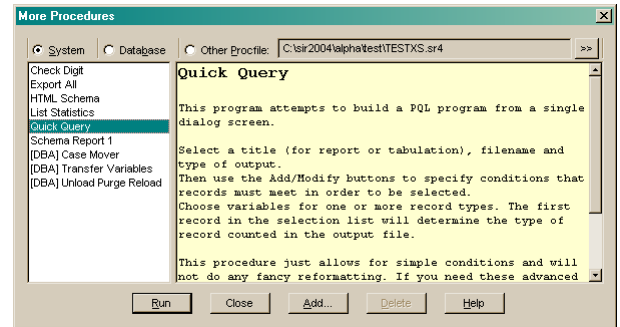 More Procedures
System Database Other Procfile: C:\sir2004\alpha\test\TESTXS.sr4 >>
Check Digit
Export All
HTML Schema
List Statistics
Quick Query
Schema Report 1
[DBA] Case Mover
[DBA] Transfer Variables
[DBA] Unload Purge Reload
Quick Query
This program attempts to build a PQL program from a single
dialog screen.
Select a title (for report or tabulation), filename and
type of output.
Then use the Add/Modify buttons to specify conditions that
records must meet in order to be selected.
Choose variables for one or more record types. The first
record in the selection list will determine the type of
record counted in the output file.
This procedure just allows for simple conditions and will
not do any fancy reformatting. If you need these advanced
Run Close Add... Delete Help